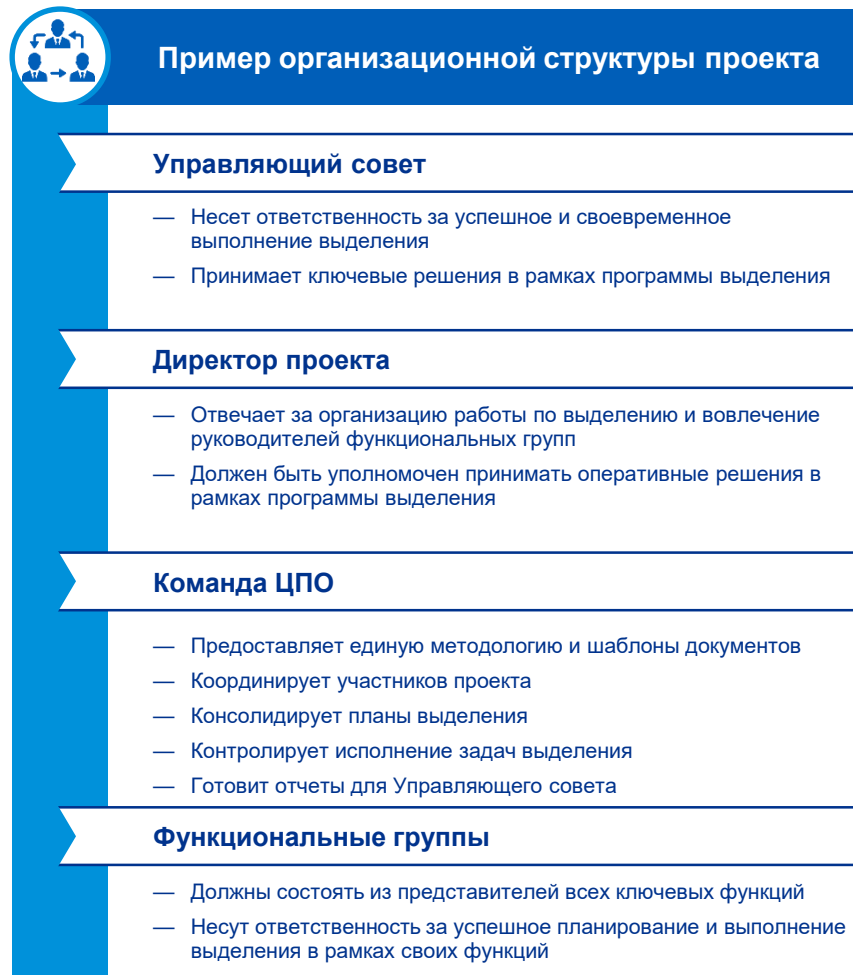 Пример организационной структуры проекта
Управляющий совет
— Несет ответственность за успешное и своевременное
выполнение выделения
— Принимает ключевые решения в рамках программы выделения
Директор проекта
— Отвечает за организацию работы по выделению и вовлечение
руководителей функциональных групп
— Должен быть уполномочен принимать оперативные решения в
рамках программы выделения
Команда ЦПО
— Предоставляет единую методологию и шаблоны документов
— Координирует участников проекта
— Консолидирует планы выделения
— Контролирует исполнение задач выделения
— Готовит отчеты для Управляющего совета
Функциональные группы
— Должны состоять из представителей всех ключевых функций
— Несут ответственность за успешное планирование и выполнение
выделения в рамках своих функций